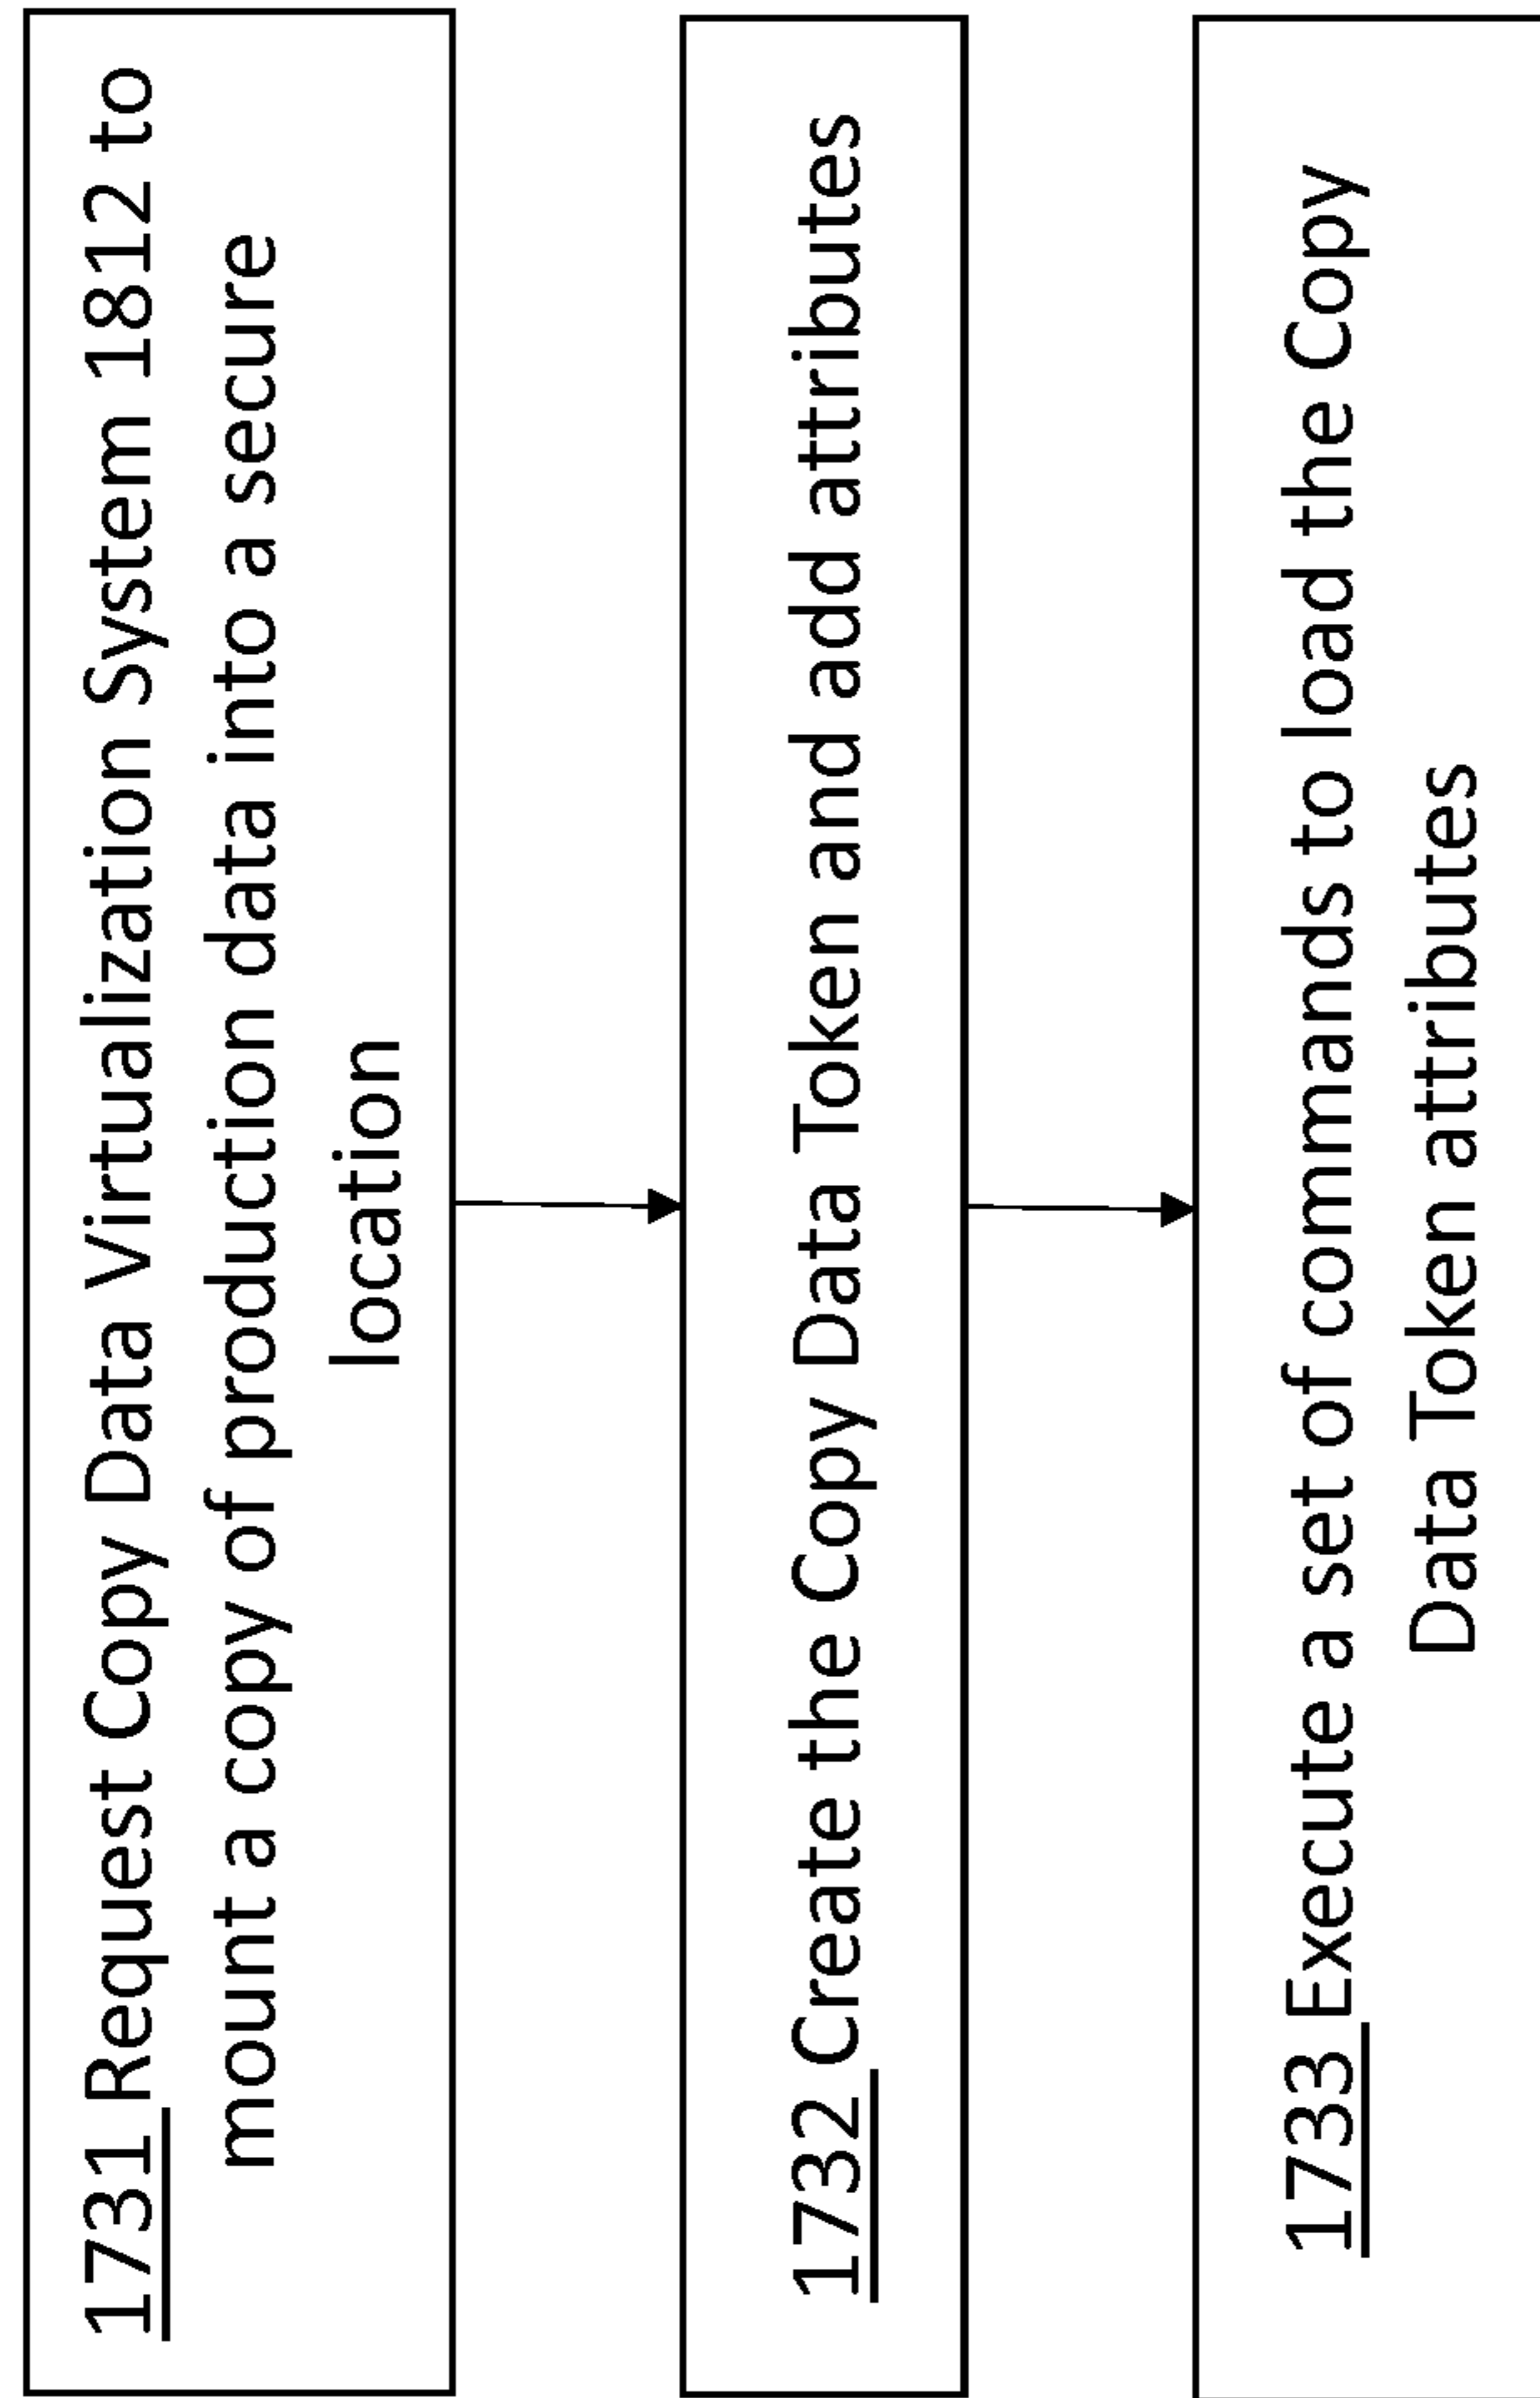 1731 Request Copy Data Virtualization System 1812 to
mount a copy of production data into a secure
location
1732 Create the Copy Data Token and add attributes
1733 Execute a set of commands to load the Copy
Data Token attributes